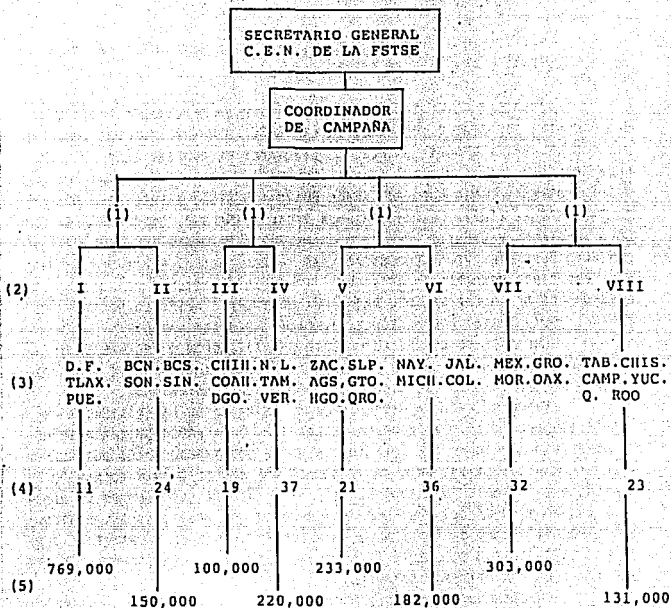 SECRETARIO GENERAL
C.E.N. DE LA FSTSE
COORDINADOR
DE CAMPAÑA
(1) (1) (1) (1)
(2) I II III IV V VI VII VIII
D.F. BCN.BCS. CHIH.N.L. ZAC.SLP. NAY. JAL. MEX.GRO. TAB.CHIS.
(3) TLAX. SON.SIN. COAH.TAM. AGS,GTO. MICH.COL. MOR.OAX. CAMP.YUC.
PUE. DGO. VER. HGO.QRO. Q. ROO
(4) 11 24 19 37 21 36 32 23
769,000 100,000 233,000 303,000
(5)
150,000 220,000 182,000 131,000